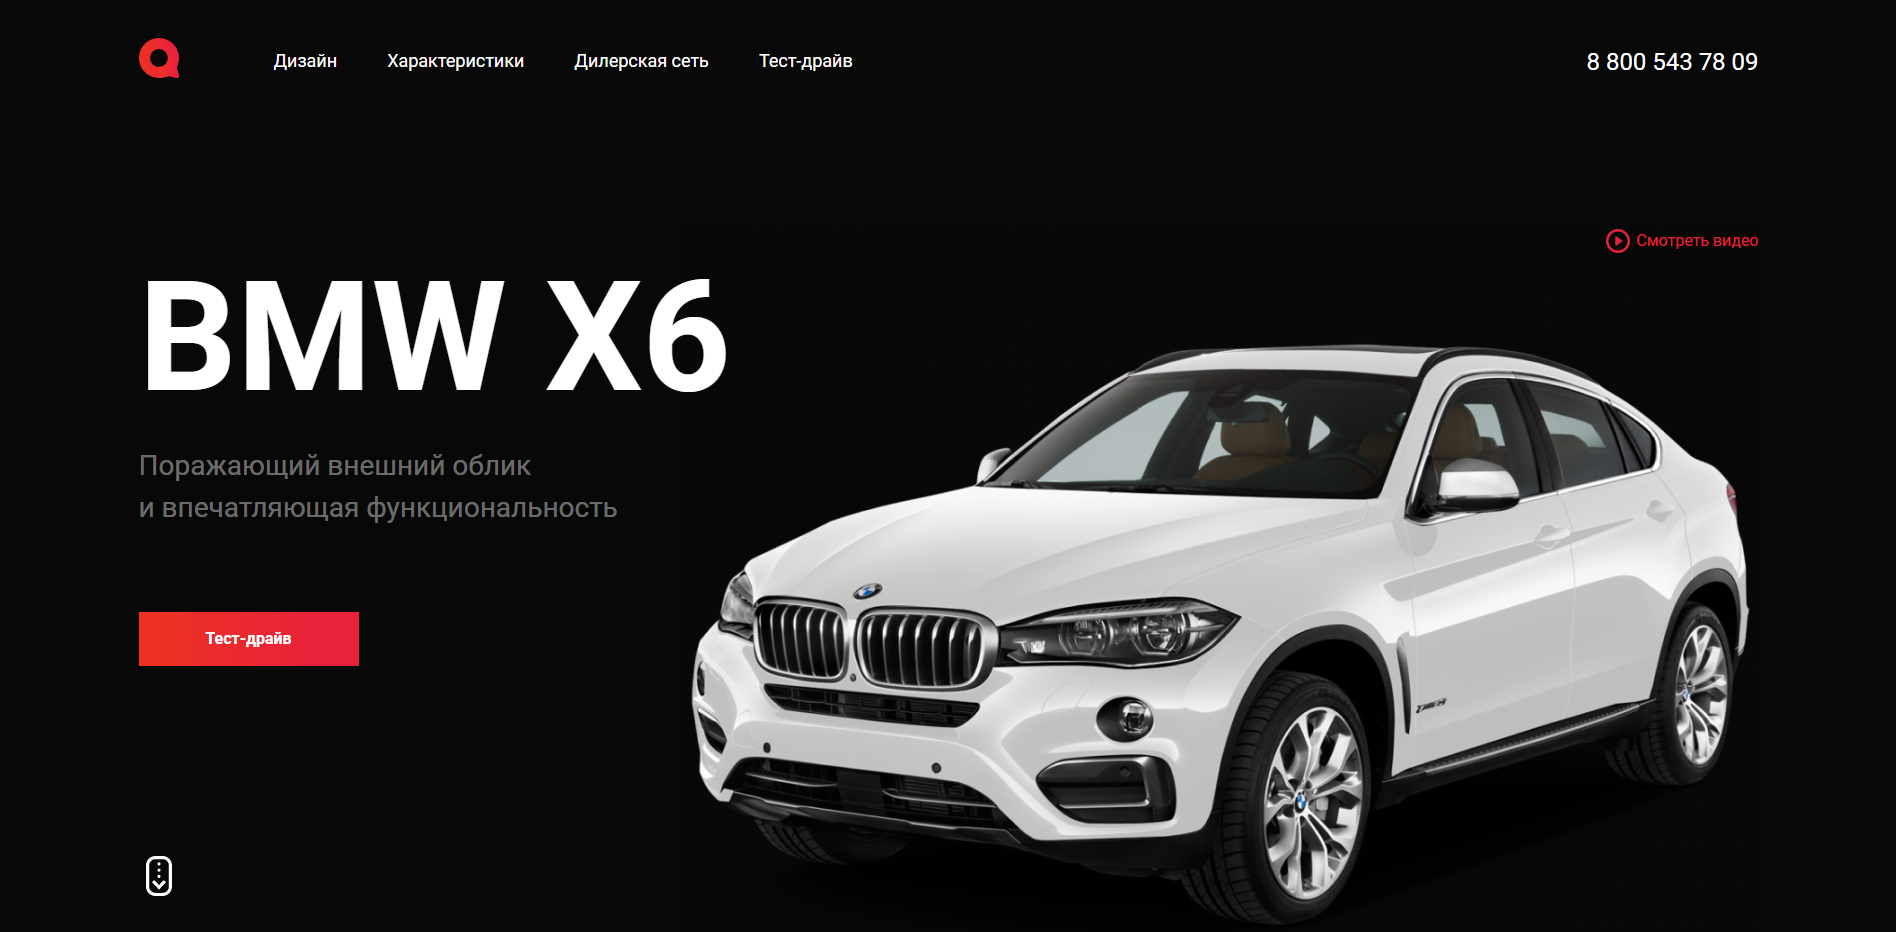 Дизайн
Характеристики
Дилерская сеть
Тест-драйв
8 800 543 78 09
Смотреть видео
BMW X6
Поражающий внешний облик
и впечатляющая функциональность
Тест-драйв